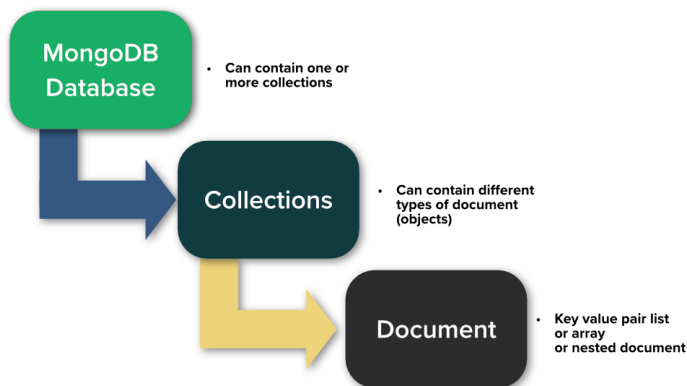 MongoDB
Database
• Can contain one or
more collections
Collections
• Can contain different
types of document
(objects)
Document
• Key value pair list
or array
or nested document